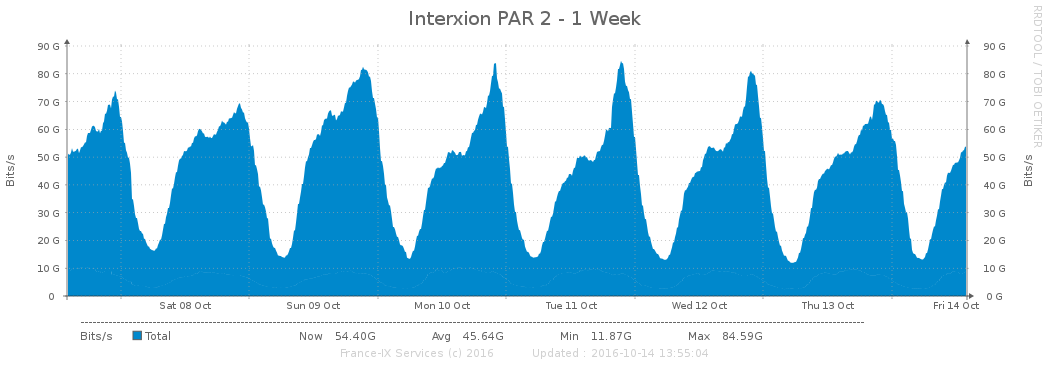 Interxion PAR 2 - 1 Week
RRDTOOL / TOBI OETIKER
Bits/s
90 G 90 G
80 G 80 G
70 G 70 G
60 G 60 G
50 G 50 G
40 G 40 G
30 G 30 G
20 G 20 G
10 G 10 G
0 0 G
Bits/s
Sat 08 Oct Sun 09 Oct Mon 10 Oct Tue 11 Oct Wed 12 Oct Thu 13 Oct Fri 14 Oct
Bits/s Total Now 54.40G Avg 45.64G Min 11.87G Max 84.59G
France-IX Services (c) 2016 Updated : 2016-10-14 13:55:04